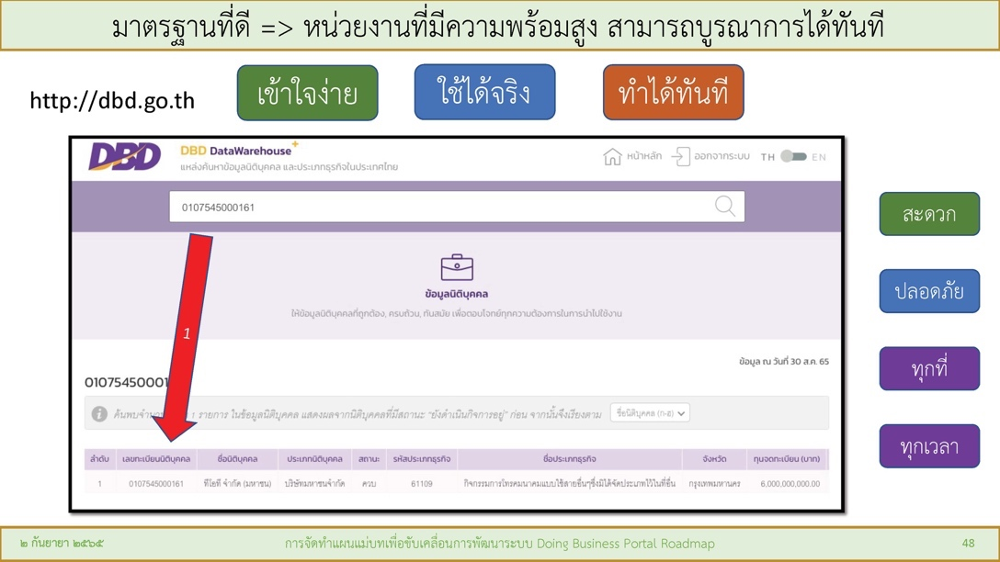 มาตรฐานที่ดี => หน่วยงานที่มีความพร้อมสูง สามารถบูรณาการได้ทันที
http://dbd.go.th
เข้าใจง่าย
ใช้ได้จริง
ทำได้ทันที
DBD
DBD DataWarehouse+
แหล่งค้นหาข้อมูลนิติบุคคล และประเภทธุรกิจในประเทศไทย
หน้าหลัก ออกจากระบบ TH EN
0107545000161
ข้อมูลนิติบุคคล
ให้ข้อมูลนิติบุคคลที่ถูกต้อง, ครบถ้วน, ทันสมัย เพื่อตอบโจทย์ทุกความต้องการในการนำไปใช้งาน
1
ข้อมูล ณ วันที่ 30 ส.ค. 65
01075450001
ค้นพบจำนวน 1 รายการ ในข้อมูลนิติบุคคล แสดงผลจากนิติบุคคลที่มีสถานะ "ยังดำเนินกิจการอยู่" ก่อน จากนั้นจึงเรียงตาม ชื่อนิติบุคคล (ก-ฮ)
ลำดับ เลขทะเบียนนิติบุคคล ชื่อนิติบุคคล ประเภทนิติบุคคล สถานะ รหัสประเภทธุรกิจ ชื่อประเภทธุรกิจ จังหวัด ทุนจดทะเบียน (บาท)
1 0107545000161 ทีโอที จำกัด (มหาชน) บริษัทมหาชนจำกัด ควบ 61109 กิจกรรมการโทรคมนาคมแบบใช้สายอื่นๆซึ่งมิได้จัดประเภทไว้ในที่อื่น กรุงเทพมหานคร 6,000,000,000.00
สะดวก
ปลอดภัย
ทุกที่
ทุกเวลา
๒ กันยายา ๒๕๖๕
การจัดทำแผนแม่บทเพื่อขับเคลื่อนการพัฒนาระบบ Doing Business Portal Roadmap
48